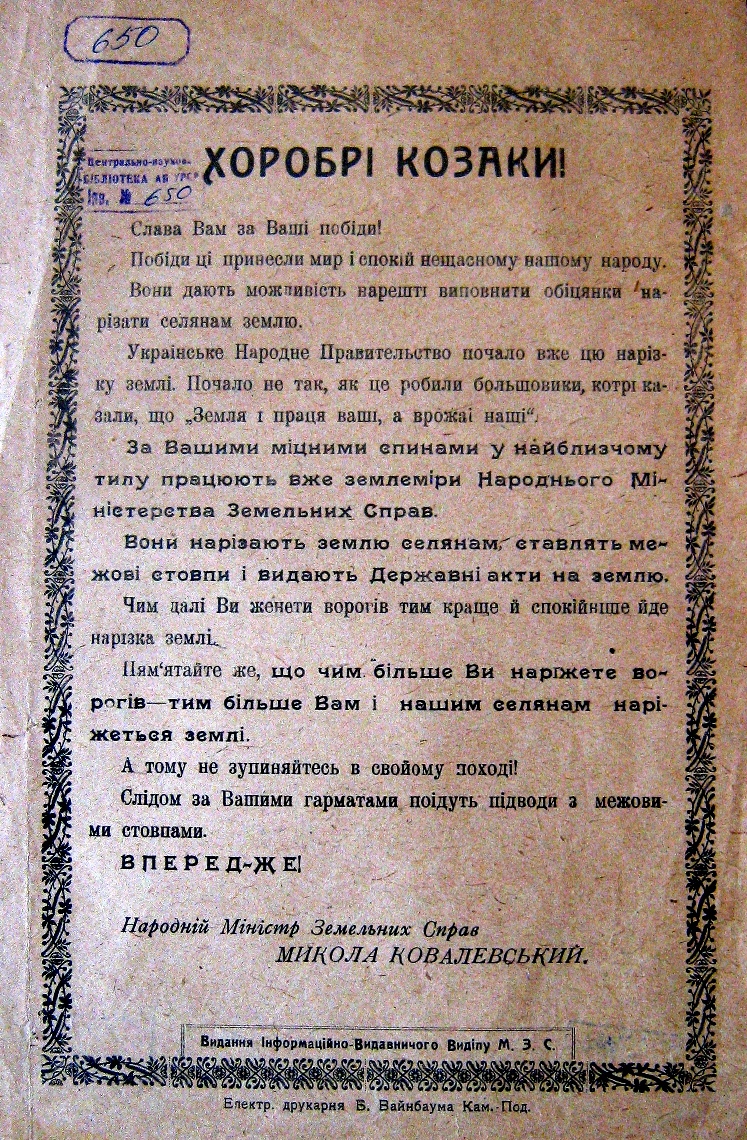 650
Центрально-науков-
БІБЛІОТЕКА АН УРСР
Інв. № 650
ХОРОБРІ КОЗАКИ!
Слава Вам за Ваші побіди!
Побіди ці принесли мир і спокій нещасному нашому народу.
Вони дають можливість нарешті виповнити обіцянки на-
різати селянам землю.
Українське Народне Правительство почало вже цю наріз-
ку землі. Почало не так, як це робили большовики, котрі ка-
зали, що „Земля і праця ваші, а врожаї наші“.
За Вашими міцними спинами у найблизчому
тилу працюють вже землеміри Народнього Мі-
ністерства Земельних Справ.
Вони нарізають землю селянам, ставлять ме-
жові стовпи і видають Державні акти на землю.
Чим далі Ви женети ворогів тим краще й спокійніше йде
нарізка землі.
Пам‘ятайте же, що чим більше Ви наріжете во-
рогів—тим більше Вам і нашим селянам нарі-
жеться землі.
А тому не зупиняйтесь в свойому поході!
Слідом за Вашими гарматами поїдуть підводи з межови-
ми стовпами.
ВПЕРЕД-ЖЕ!
Народній Міністр Земельних Справ
МИКОЛА КОВАЛЕВСЬКИЙ.
Видання Інформаційно-Видавничого Виділу М. З. С.
Електр. друкарня В. Вайнбаума Кам.-Под.